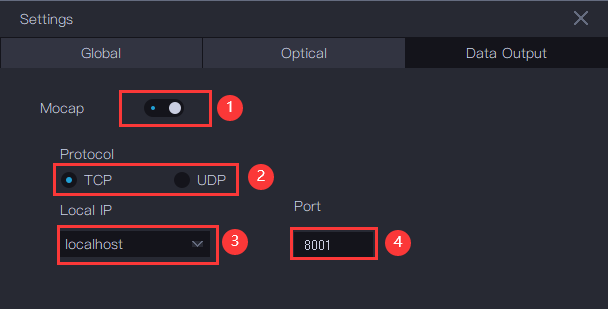 Settings
Global Optical Data Output
Mocap 1
Protocol
TCP UDP 2
Local IP Port
localhost 3 8001 4